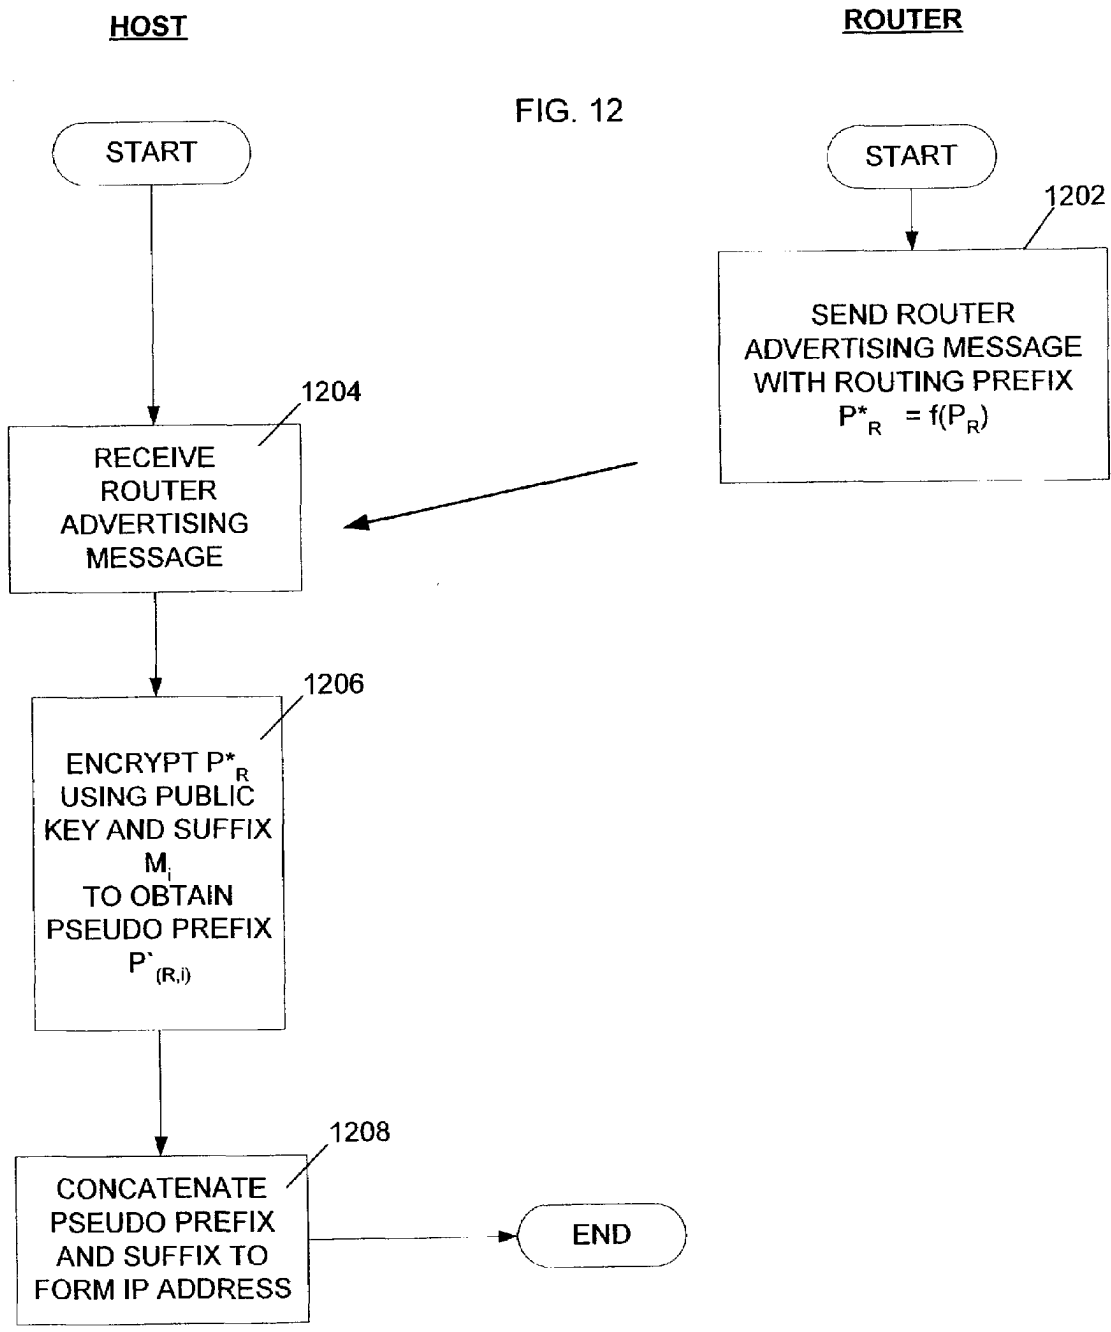 HOST
ROUTER
FIG. 12
START
START
1202
SEND ROUTER
ADVERTISING MESSAGE
WITH ROUTING PREFIX
P*R = f(PR)
1204
RECEIVE
ROUTER
ADVERTISING
MESSAGE
1206
ENCRYPT P*R
USING PUBLIC
KEY AND SUFFIX
Mi
TO OBTAIN
PSEUDO PREFIX
P`(R,i)
1208
CONCATENATE
PSEUDO PREFIX
AND SUFFIX TO
FORM IP ADDRESS
END